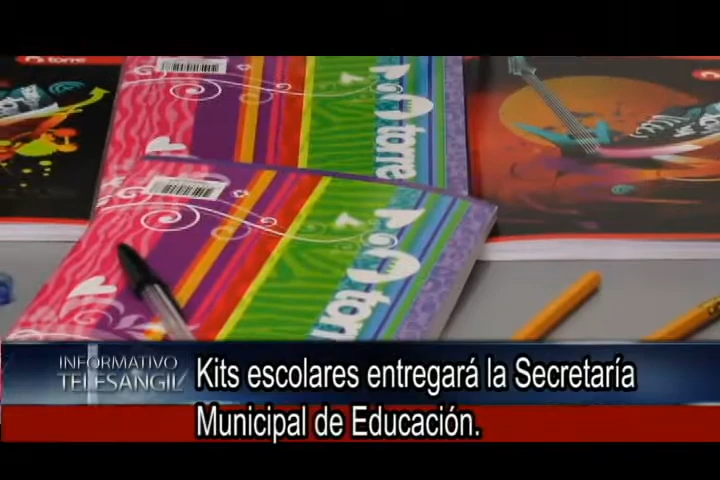 torre
torre
torre
INFORMATIVO
TELESANGIL
Kits escolares entregará la Secretaría
Municipal de Educación.